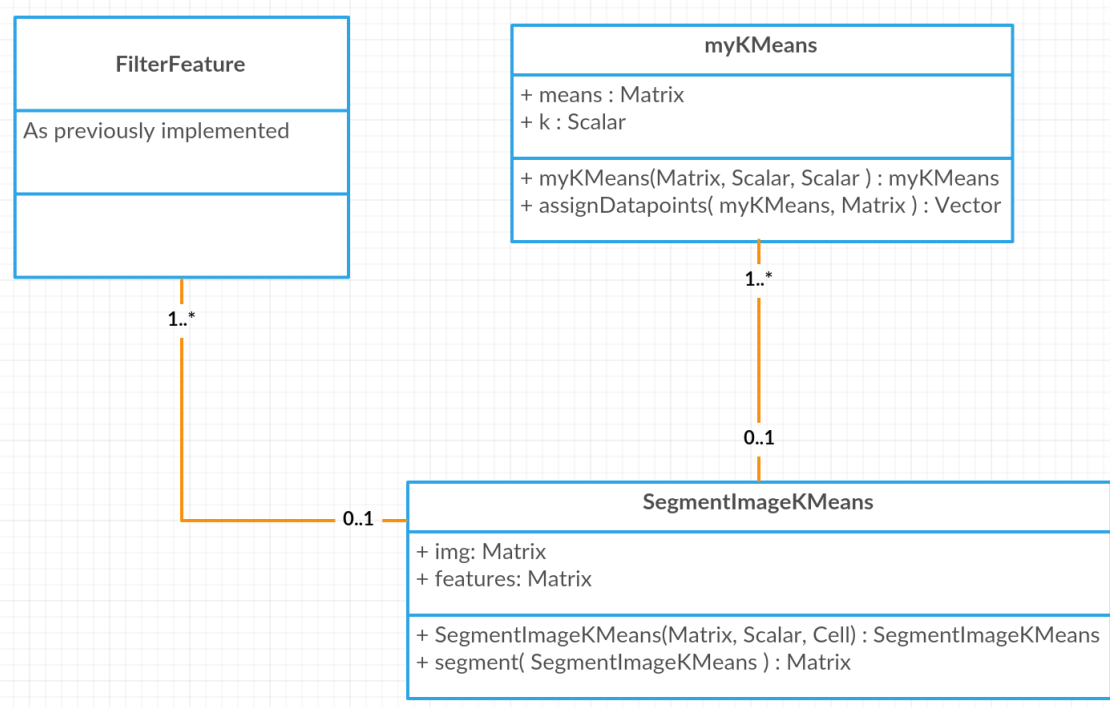 FilterFeature
As previously implemented
myKMeans
+ means : Matrix
+ k : Scalar
+ myKMeans(Matrix, Scalar, Scalar ) : myKMeans
+ assignDatapoints( myKMeans, Matrix ) : Vector
1..*
1..*
0..1
0..1
SegmentImageKMeans
+ img: Matrix
+ features: Matrix
+ SegmentImageKMeans(Matrix, Scalar, Cell) : SegmentImageKMeans
+ segment( SegmentImageKMeans ) : Matrix